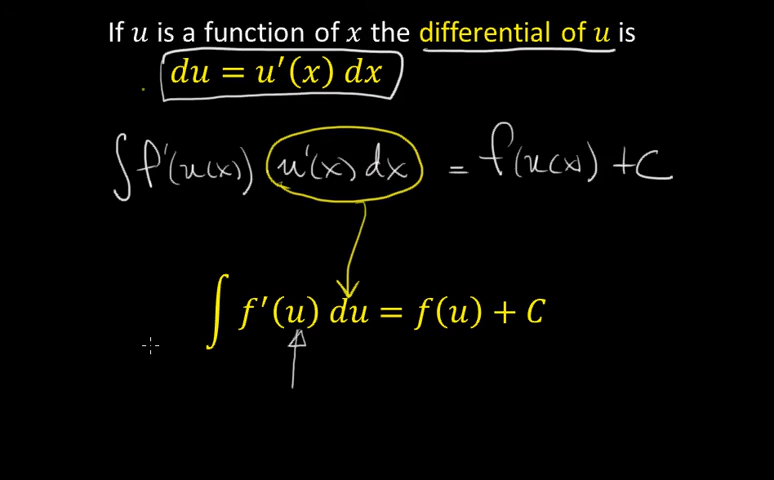 If u is a function of x the differential of u is
du = u′(x) dx
∫f′(u(x)) u′(x) dx = f(u(x)) + C
∫ f′(u) du = f(u) + C